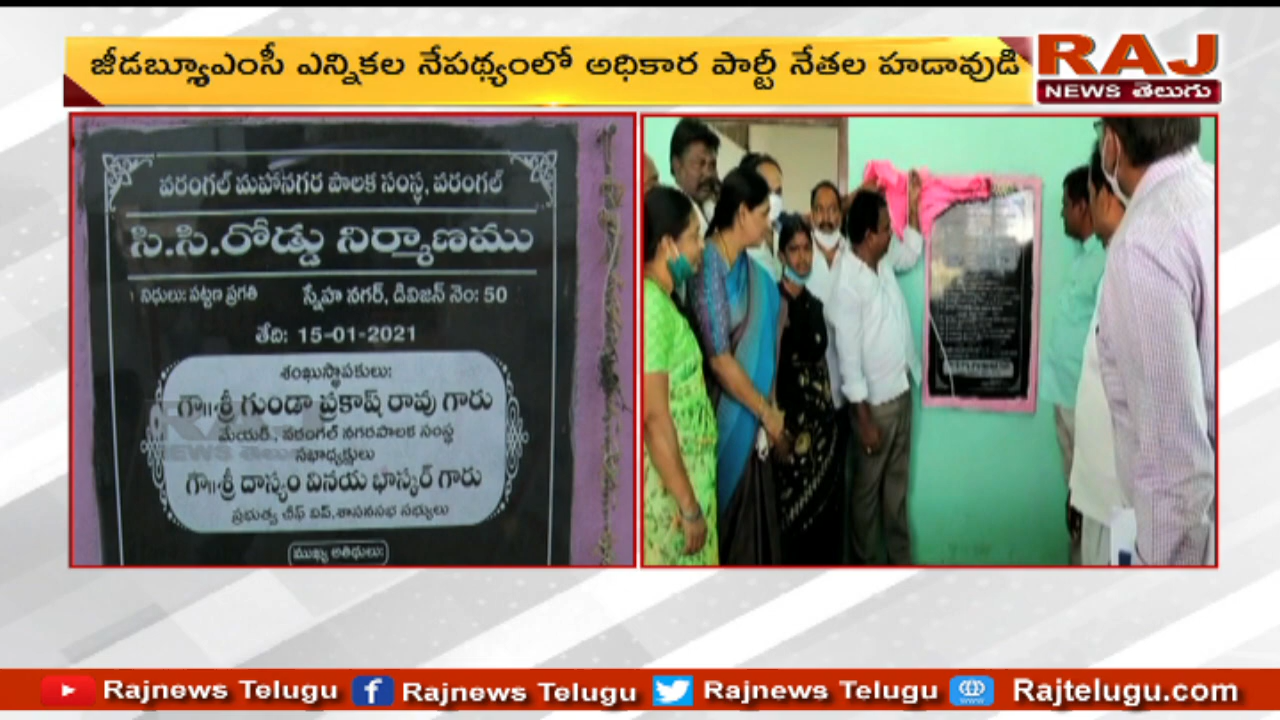 జీడబ్యూఎంసీ ఎన్నికల నేపథ్యంలో అధికార పార్టీ నేతల హడావుడి
RAJ
NEWS తెలుగు
వరంగల్ మహానగర పాలక సంస్థ, వరంగల్
సి.సి.రోడ్డు నిర్మాణము
నిధులు: పట్టణ ప్రగతి స్నేహ నగర్, డివిజన్ నెం: 50
తేది: 15-01-2021
శంఖుస్థాపకులు:
గౌ||శ్రీ గుండా ప్రకాష్ రావు గారు
మేయర్, వరంగల్ నగరపాలక సంస్థ
సభాధ్యక్షులు
గౌ||శ్రీ దాస్యం వినయ భాస్కర్ గారు
ప్రభుత్వ చీఫ్ విప్, శాసనసభ సభ్యులు
ముఖ్య అతిథులు:
Rajnews Telugu Rajnews Telugu Rajnews Telugu Rajtelugu.com